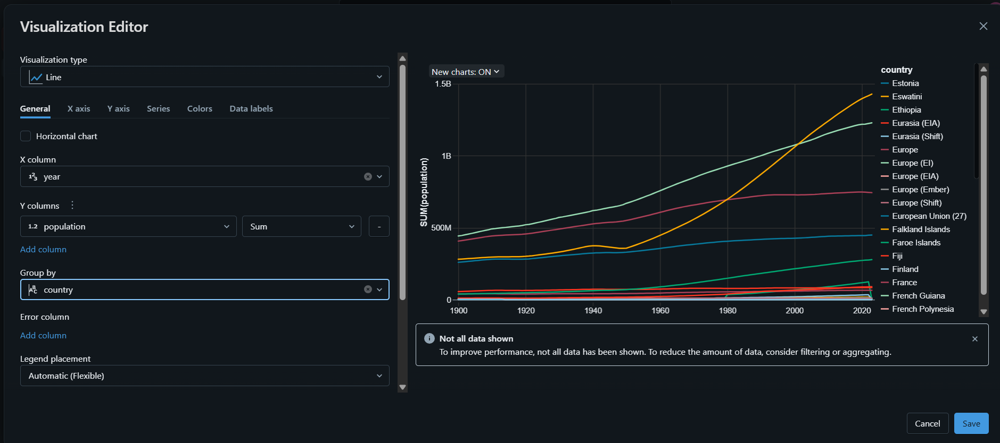 Visualization Editor
Visualization type
Line
General X axis Y axis Series Colors Data labels
Horizontal chart
X column
123 year
Y columns
1.2 population Sum -
Add column
Group by
ABC country
Error column
Add column
Legend placement
Automatic (Flexible)
New charts: ON
SUM(population)
1.5B
1B
500M
0
1900 1920 1940 1960 1980 2000 2020
country
Estonia
Eswatini
Ethiopia
Eurasia (EIA)
Eurasia (Shift)
Europe
Europe (EI)
Europe (EIA)
Europe (Ember)
Europe (Shift)
European Union (27)
Falkland Islands
Faroe Islands
Fiji
Finland
France
French Guiana
French Polynesia
Not all data shown
To improve performance, not all data has been shown. To reduce the amount of data, consider filtering or aggregating.
Cancel Save